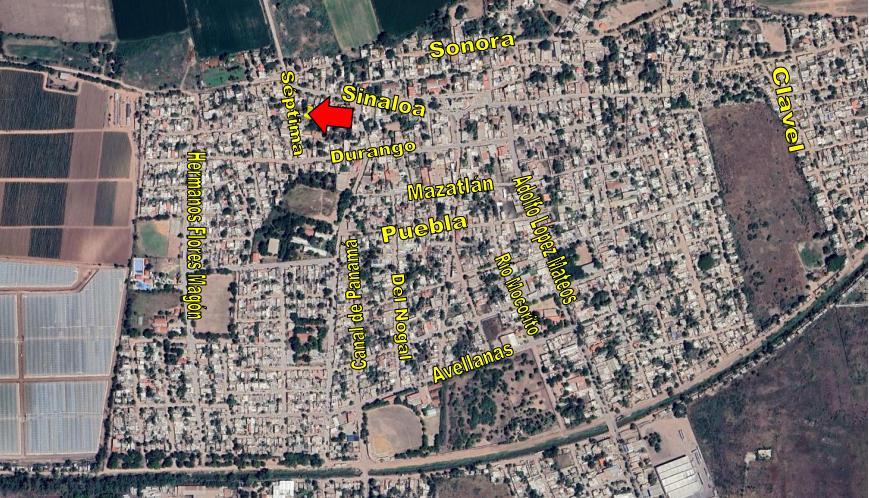 Sonora
Clavel
Séptima
Sinaloa
Durango
Hermanos Flores Magón
Mazatlán
Adolfo López Mateos
Puebla
Canal de Panamá
Del Nogal
Río Mocorito
Avellanas